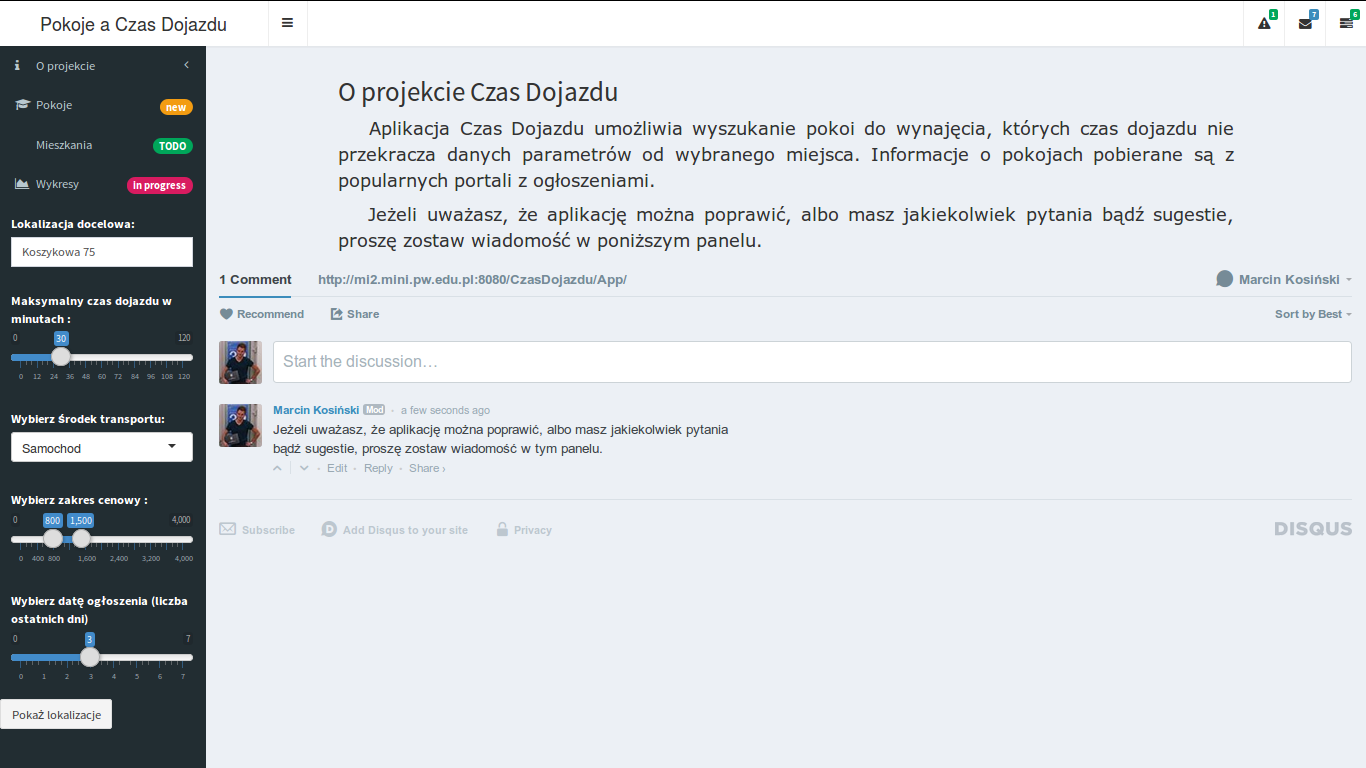 Pokoje a Czas Dojazdu
1
7
6
O projekcie
Pokoje
new
Mieszkania
TODO
Wykresy
In progress
Lokalizacja docelowa:
Koszykowa 75
Maksymalny czas dojazdu w
minutach :
0 30 120
0 12 24 36 48 60 72 84 96 108 120
Wybierz środek transportu:
Samochod
Wybierz zakres cenowy :
0 800 1,500 4,000
0 400 800 1,600 2,400 3,200 4,000
Wybierz datę ogłoszenia (liczba
ostatnich dni)
0 3 7
0 1 2 3 4 5 6 7
Pokaż lokalizacje
O projekcie Czas Dojazdu
Aplikacja Czas Dojazdu umożliwia wyszukanie pokoi do wynajęcia, których czas dojazdu nie
przekracza danych parametrów od wybranego miejsca. Informacje o pokojach pobierane są z
popularnych portali z ogłoszeniami.
Jeżeli uważasz, że aplikację można poprawić, albo masz jakiekolwiek pytania bądź sugestie,
proszę zostaw wiadomość w poniższym panelu.
1 Comment
http://mi2.mini.pw.edu.pl:8080/CzasDojazdu/App/
Marcin Kosiński
Recommend
Share
Sort by Best
Start the discussion…
Marcin Kosiński Mod · a few seconds ago
Jeżeli uważasz, że aplikację można poprawić, albo masz jakiekolwiek pytania
bądź sugestie, proszę zostaw wiadomość w tym panelu.
• Edit • Reply • Share ›
Subscribe
Add Disqus to your site
Privacy
DISQUS